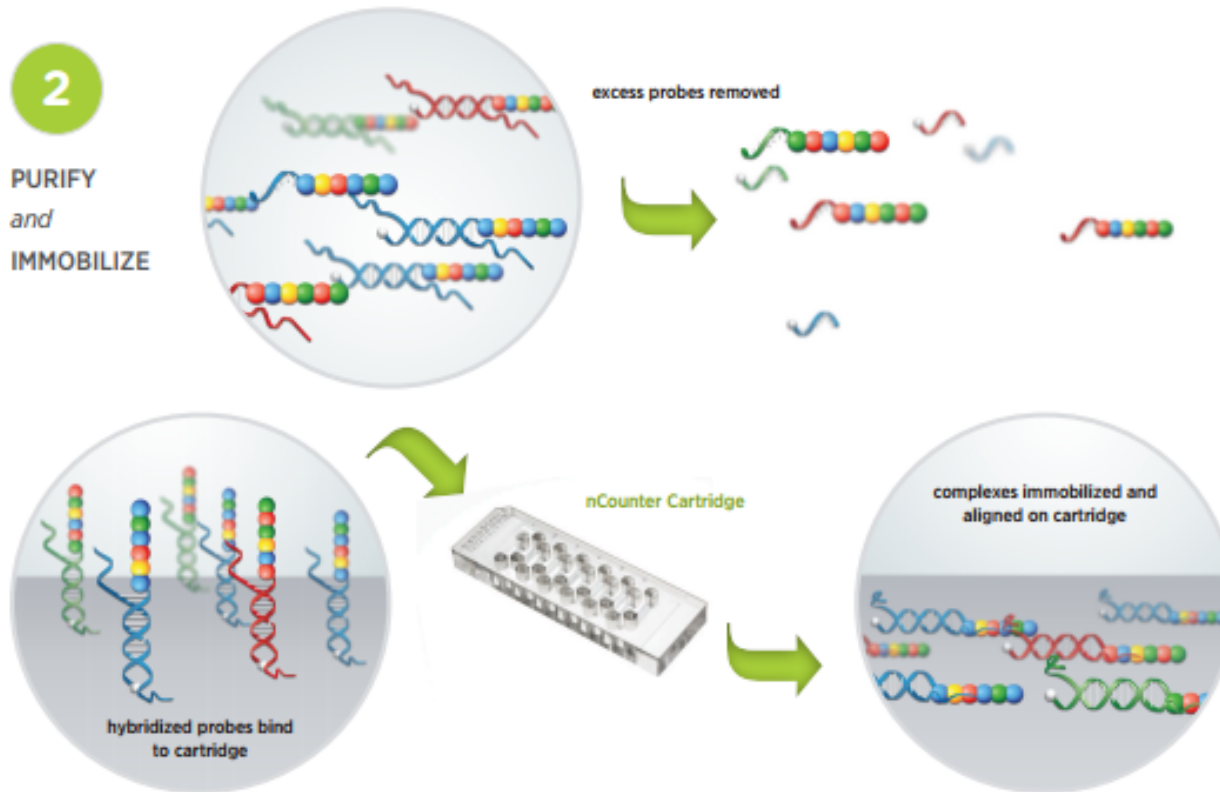 2
PURIFY
and
IMMOBILIZE
excess probes removed
nCounter Cartridge
hybridized probes bind
to cartridge
complexes immobilized and
aligned on cartridge